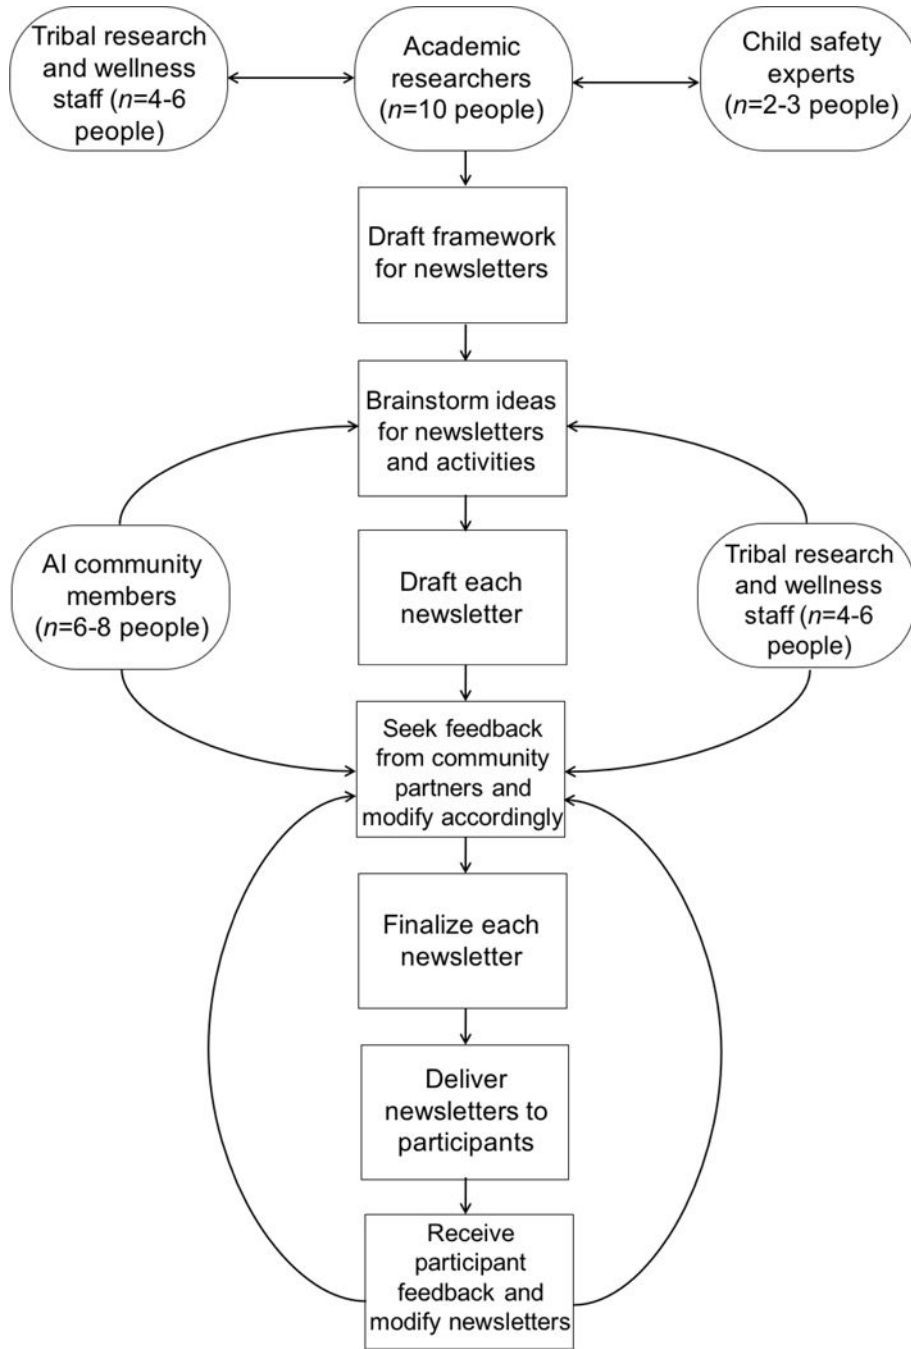 Tribal research
and wellness
staff (n=4-6
people)
Academic
researchers
(n=10 people)
Child safety
experts
(n=2-3 people)
Draft framework
for newsletters
Brainstorm ideas
for newsletters
and activities
AI community
members
(n=6-8 people)
Draft each
newsletter
Tribal research
and wellness
staff (n=4-6
people)
Seek feedback
from community
partners and
modify accordingly
Finalize each
newsletter
Deliver
newsletters to
participants
Receive
participant
feedback and
modify newsletters